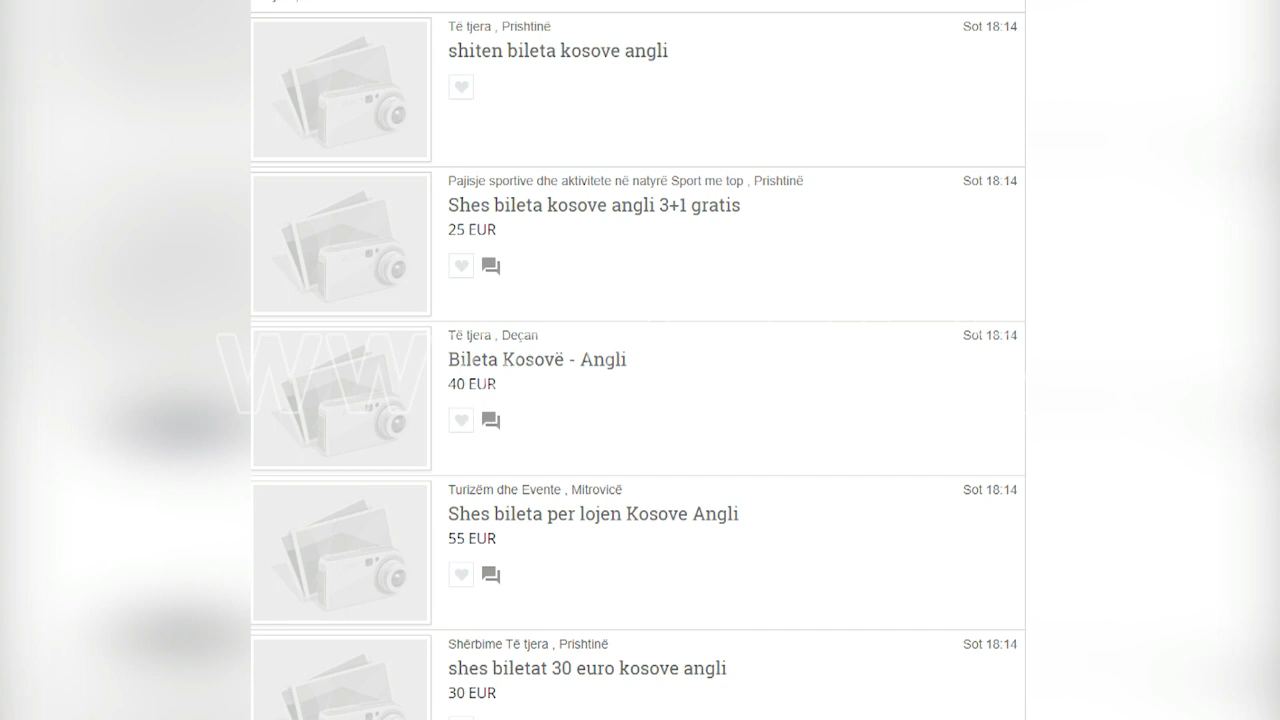 Të tjera , Prishtinë
Sot 18:14
shiten bileta kosove angli
Pajisje sportive dhe aktivitete në natyrë Sport me top , Prishtinë
Sot 18:14
Shes bileta kosove angli 3+1 gratis
25 EUR
Të tjera , Deçan
Sot 18:14
Bileta Kosovë - Angli
40 EUR
Turizëm dhe Evente , Mitrovicë
Sot 18:14
Shes bileta per lojen Kosove Angli
55 EUR
Shërbime Të tjera , Prishtinë
Sot 18:14
shes biletat 30 euro kosove angli
30 EUR